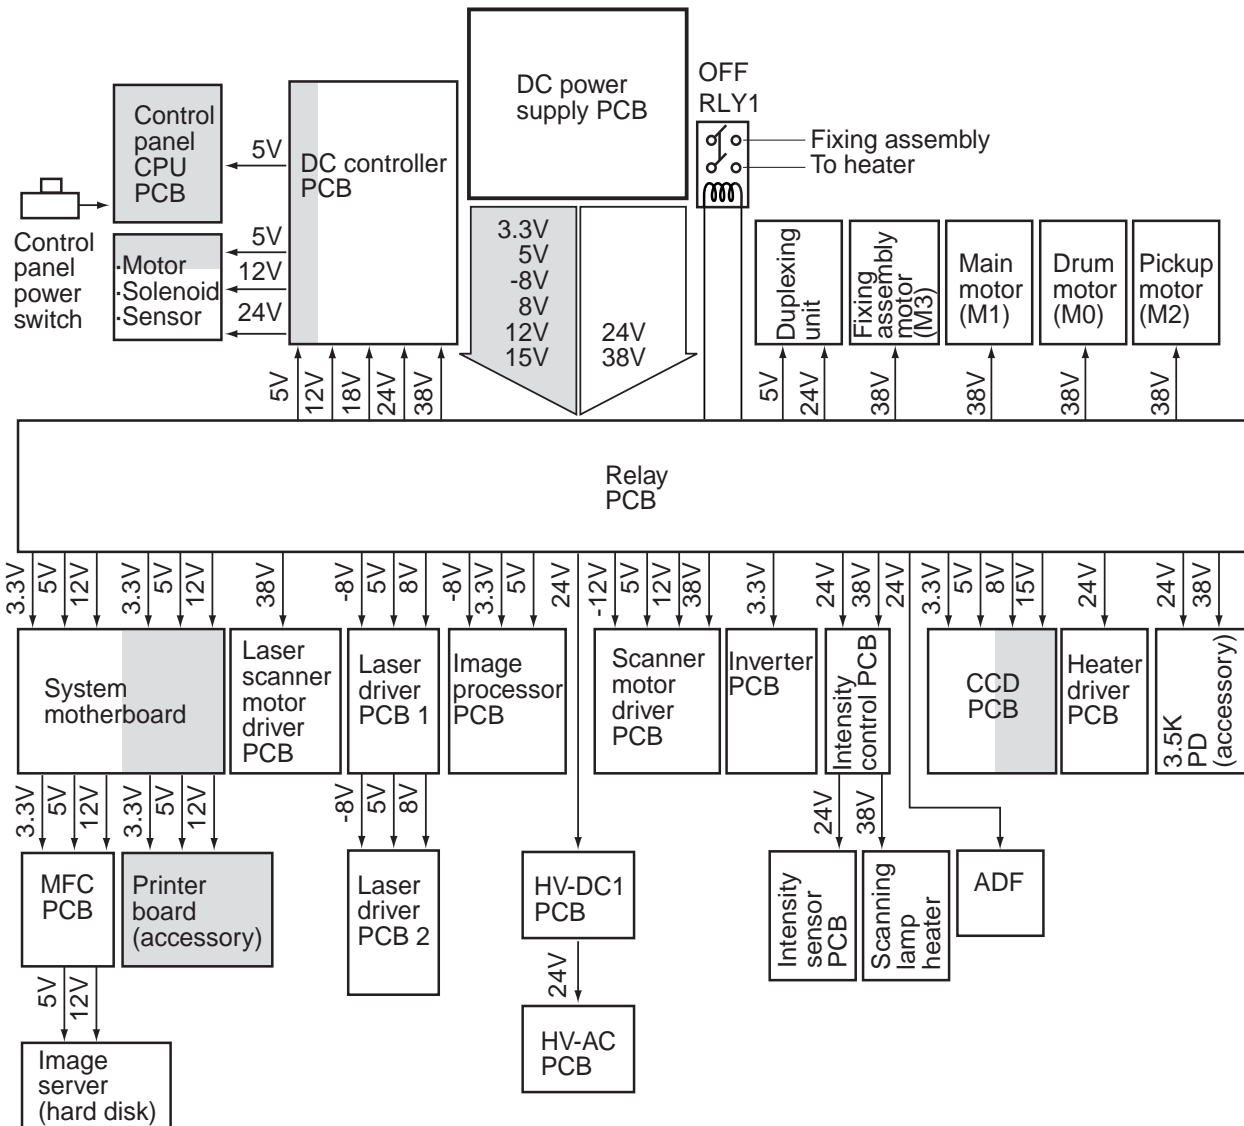 DC power
supply PCB
OFF
RLY1
Fixing assembly
To heater
Control
panel
CPU
PCB
5V
DC controller
PCB
Control
panel
power
switch
·Motor
·Solenoid
·Sensor
5V
12V
24V
3.3V
5V
-8V
8V
12V
15V
24V
38V
Duplexing
unit
Fixing
assembly
motor
(M3)
Main
motor
(M1)
Drum
motor
(M0)
Pickup
motor
(M2)
5V
12V
18V
24V
38V
5V
24V
38V
38V
38V
38V
Relay
PCB
3.3V
5V
12V
3.3V
5V
12V
38V
-8V
5V
8V
-8V
3.3V
5V
24V
-12V
5V
12V
38V
3.3V
24V
38V
24V
3.3V
5V
8V
15V
24V
24V
38V
System
motherboard
Laser
scanner
motor
driver
PCB
Laser
driver
PCB 1
Image
processor
PCB
Scanner
motor
driver
PCB
Inverter
PCB
Intensity
control PCB
CCD
PCB
Heater
driver
PCB
3.5K
PD
(accessory)
3.3V
5V
12V
3.3V
5V
12V
-8V
5V
8V
24V
38V
MFC
PCB
Printer
board
(accessory)
Laser
driver
PCB 2
HV-DC1
PCB
Intensity
sensor
PCB
Scanning
lamp
heater
ADF
5V
12V
24V
Image
server
(hard disk)
HV-AC
PCB